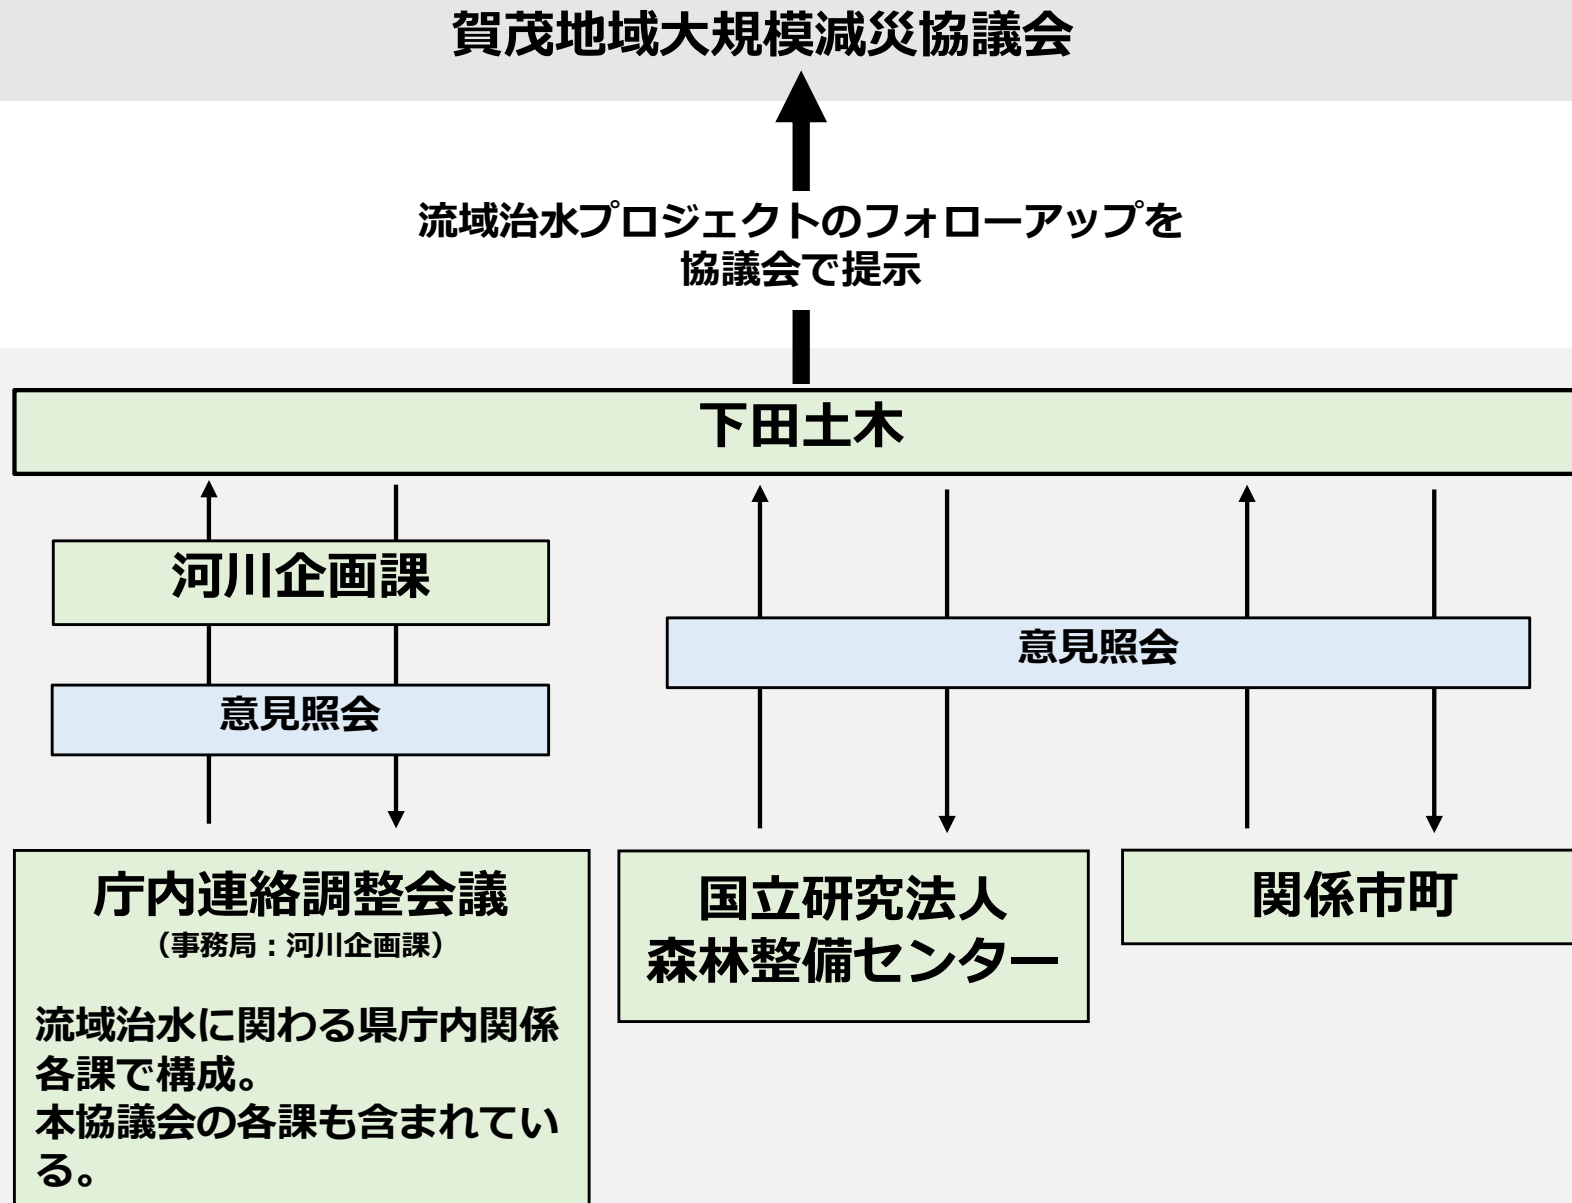 賀茂地域大規模減災協議会
流域治水プロジェクトのフォローアップを
協議会で提示
下田土木
河川企画課
意見照会
意見照会
庁内連絡調整会議
（事務局：河川企画課）
流域治水に関わる県庁内関係
各課で構成。
本協議会の各課も含まれてい
る。
国立研究法人
森林整備センター
関係市町